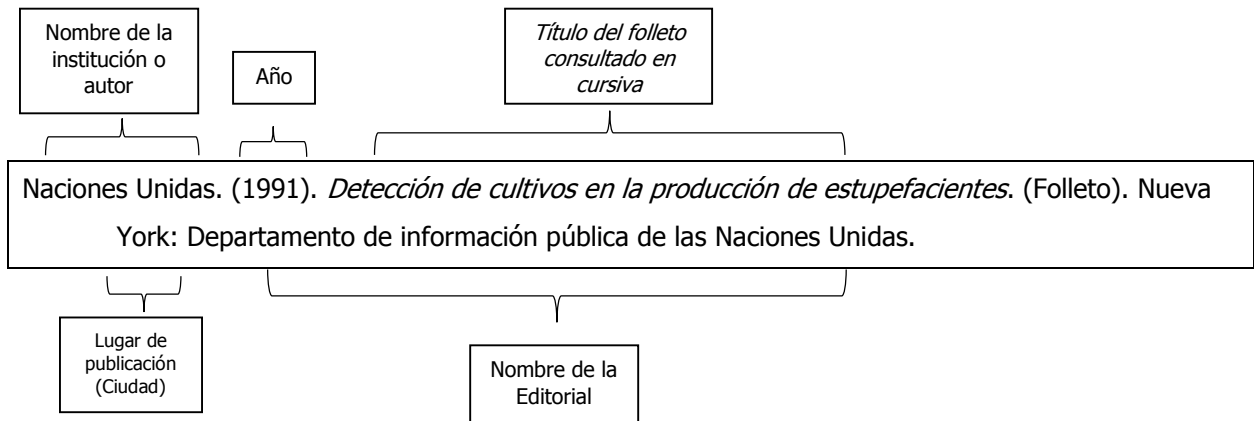 Nombre de la
institución o
autor
Año
Título del folleto
consultado en
cursiva
Naciones Unidas. (1991). Detección de cultivos en la producción de estupefacientes. (Folleto). Nueva
York: Departamento de información pública de las Naciones Unidas.
Lugar de
publicación
(Ciudad)
Nombre de la
Editorial